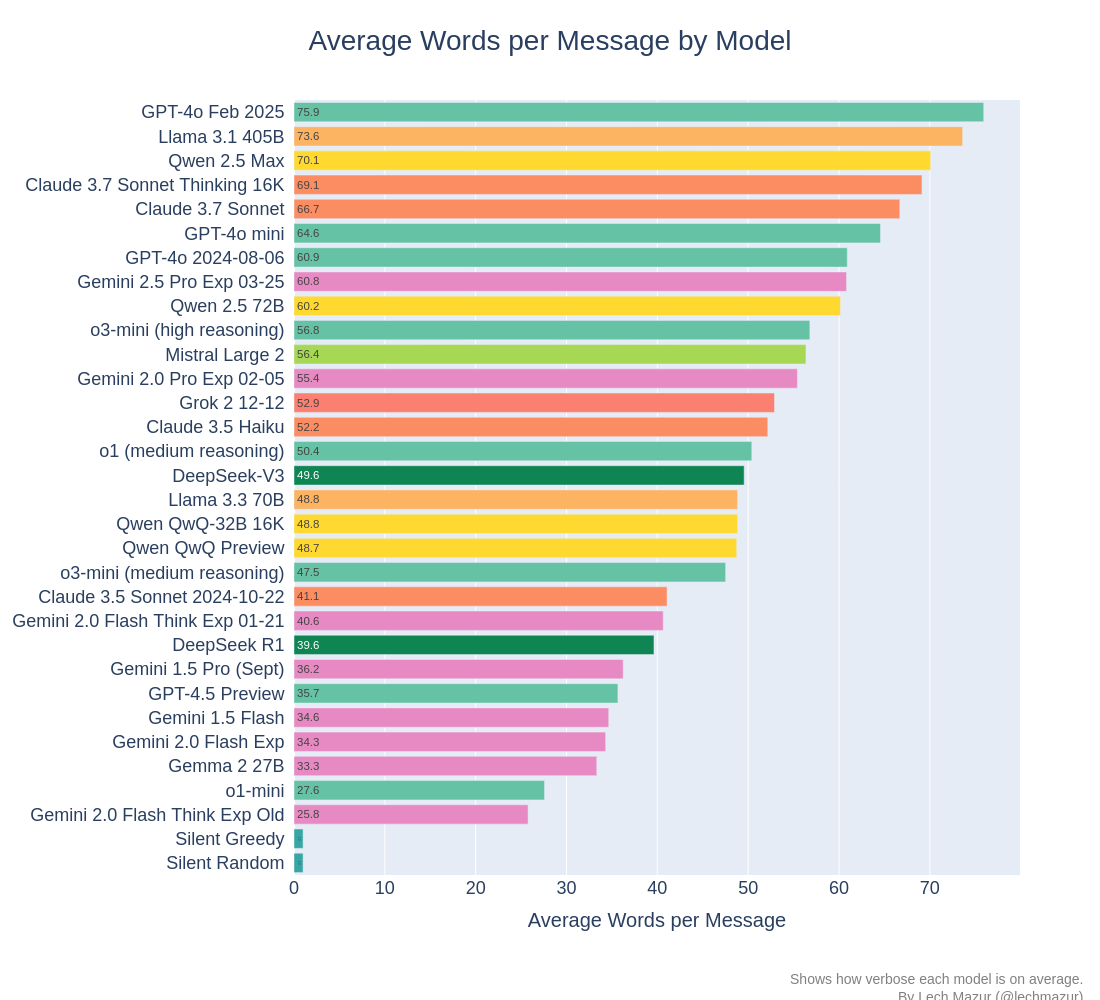 Average Words per Message by Model
GPT-4o Feb 2025 75.9
Llama 3.1 405B 73.6
Qwen 2.5 Max 70.1
Claude 3.7 Sonnet Thinking 16K 69.1
Claude 3.7 Sonnet 66.7
GPT-4o mini 64.6
GPT-4o 2024-08-06 60.9
Gemini 2.5 Pro Exp 03-25 60.8
Qwen 2.5 72B 60.2
o3-mini (high reasoning) 56.8
Mistral Large 2 56.4
Gemini 2.0 Pro Exp 02-05 55.4
Grok 2 12-12 52.9
Claude 3.5 Haiku 52.2
o1 (medium reasoning) 50.4
DeepSeek-V3 49.6
Llama 3.3 70B 48.8
Qwen QwQ-32B 16K 48.8
Qwen QwQ Preview 48.7
o3-mini (medium reasoning) 47.5
Claude 3.5 Sonnet 2024-10-22 41.1
Gemini 2.0 Flash Think Exp 01-21 40.6
DeepSeek R1 39.6
Gemini 1.5 Pro (Sept) 36.2
GPT-4.5 Preview 35.7
Gemini 1.5 Flash 34.6
Gemini 2.0 Flash Exp 34.3
Gemma 2 27B 33.3
o1-mini 27.6
Gemini 2.0 Flash Think Exp Old 25.8
Silent Greedy
Silent Random
0 10 20 30 40 50 60 70
Average Words per Message
Shows how verbose each model is on average.
By Lech Mazur (@lechmazur)